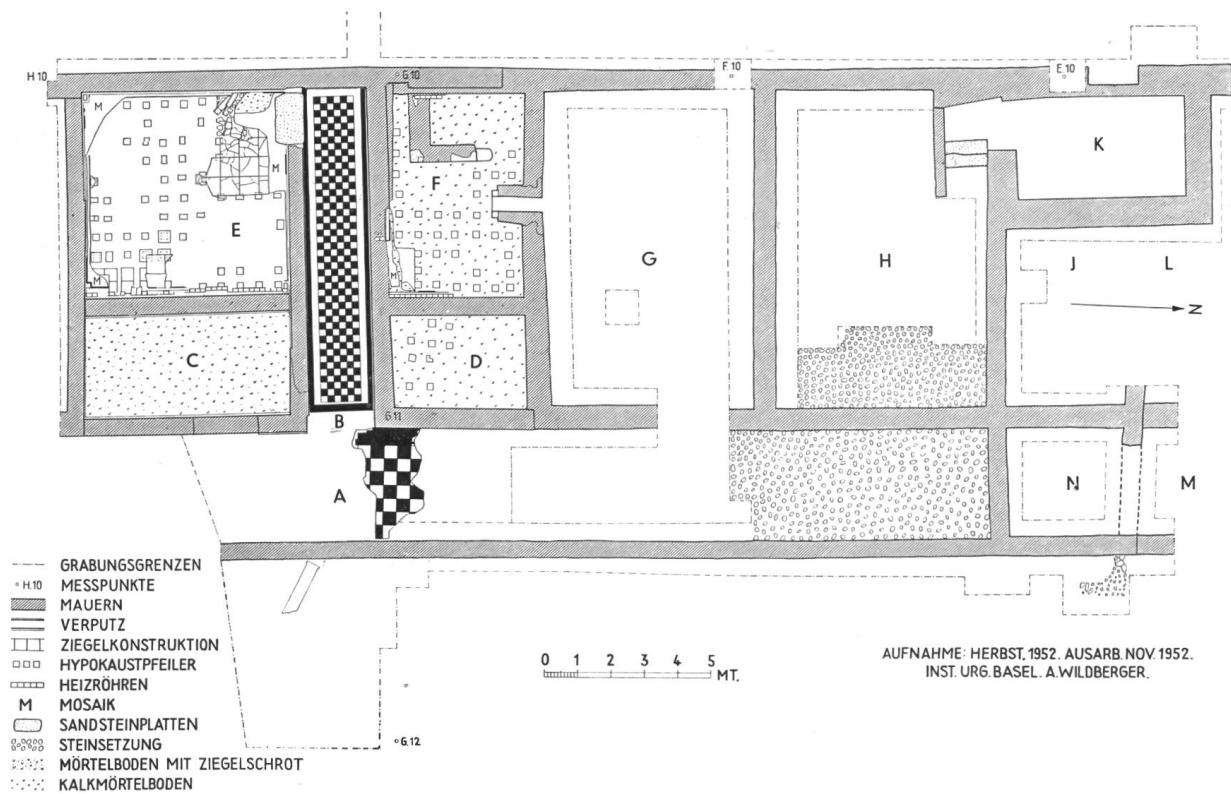 H 10
G.10
F 10
E 10
M
M
F
K
E
G
H
J
L
N
M
M
C
D
B
G.11
A
N
M
GRABUNGSGRENZEN
H.10 MESSPUNKTE
MAUERN
VERPUTZ
ZIEGELKONSTRUKTION
HYPOKAUSTPFEILER
HEIZRÖHREN
M MOSAIK
SANDSTEINPLATTEN
STEINSETZUNG
MÖRTELBODEN MIT ZIEGELSCHROT
KALKMÖRTELBODEN
0 1 2 3 4 5
MT.
AUFNAHME: HERBST, 1952. AUSARB. NOV. 1952.
INST. URG. BASEL. A. WILDBERGER.
G.12